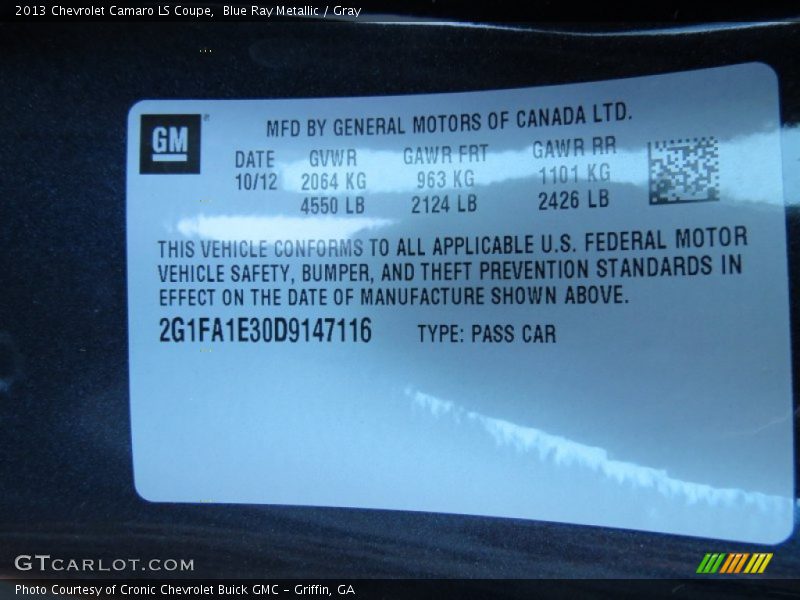 2013 Chevrolet Camaro LS Coupe,  Blue Ray Metallic / Gray
GM
MFD BY GENERAL MOTORS OF CANADA LTD.
DATE GVWR GAWR FRT GAWR RR
10/12 2064 KG 963 KG 1101 KG
4550 LB 2124 LB 2426 LB
THIS VEHICLE CONFORMS TO ALL APPLICABLE U.S. FEDERAL MOTOR
VEHICLE SAFETY, BUMPER, AND THEFT PREVENTION STANDARDS IN
EFFECT ON THE DATE OF MANUFACTURE SHOWN ABOVE.
2G1FA1E30D9147116 TYPE: PASS CAR
GTCARLOT.COM
Photo Courtesy of Cronic Chevrolet Buick GMC – Griffin, GA